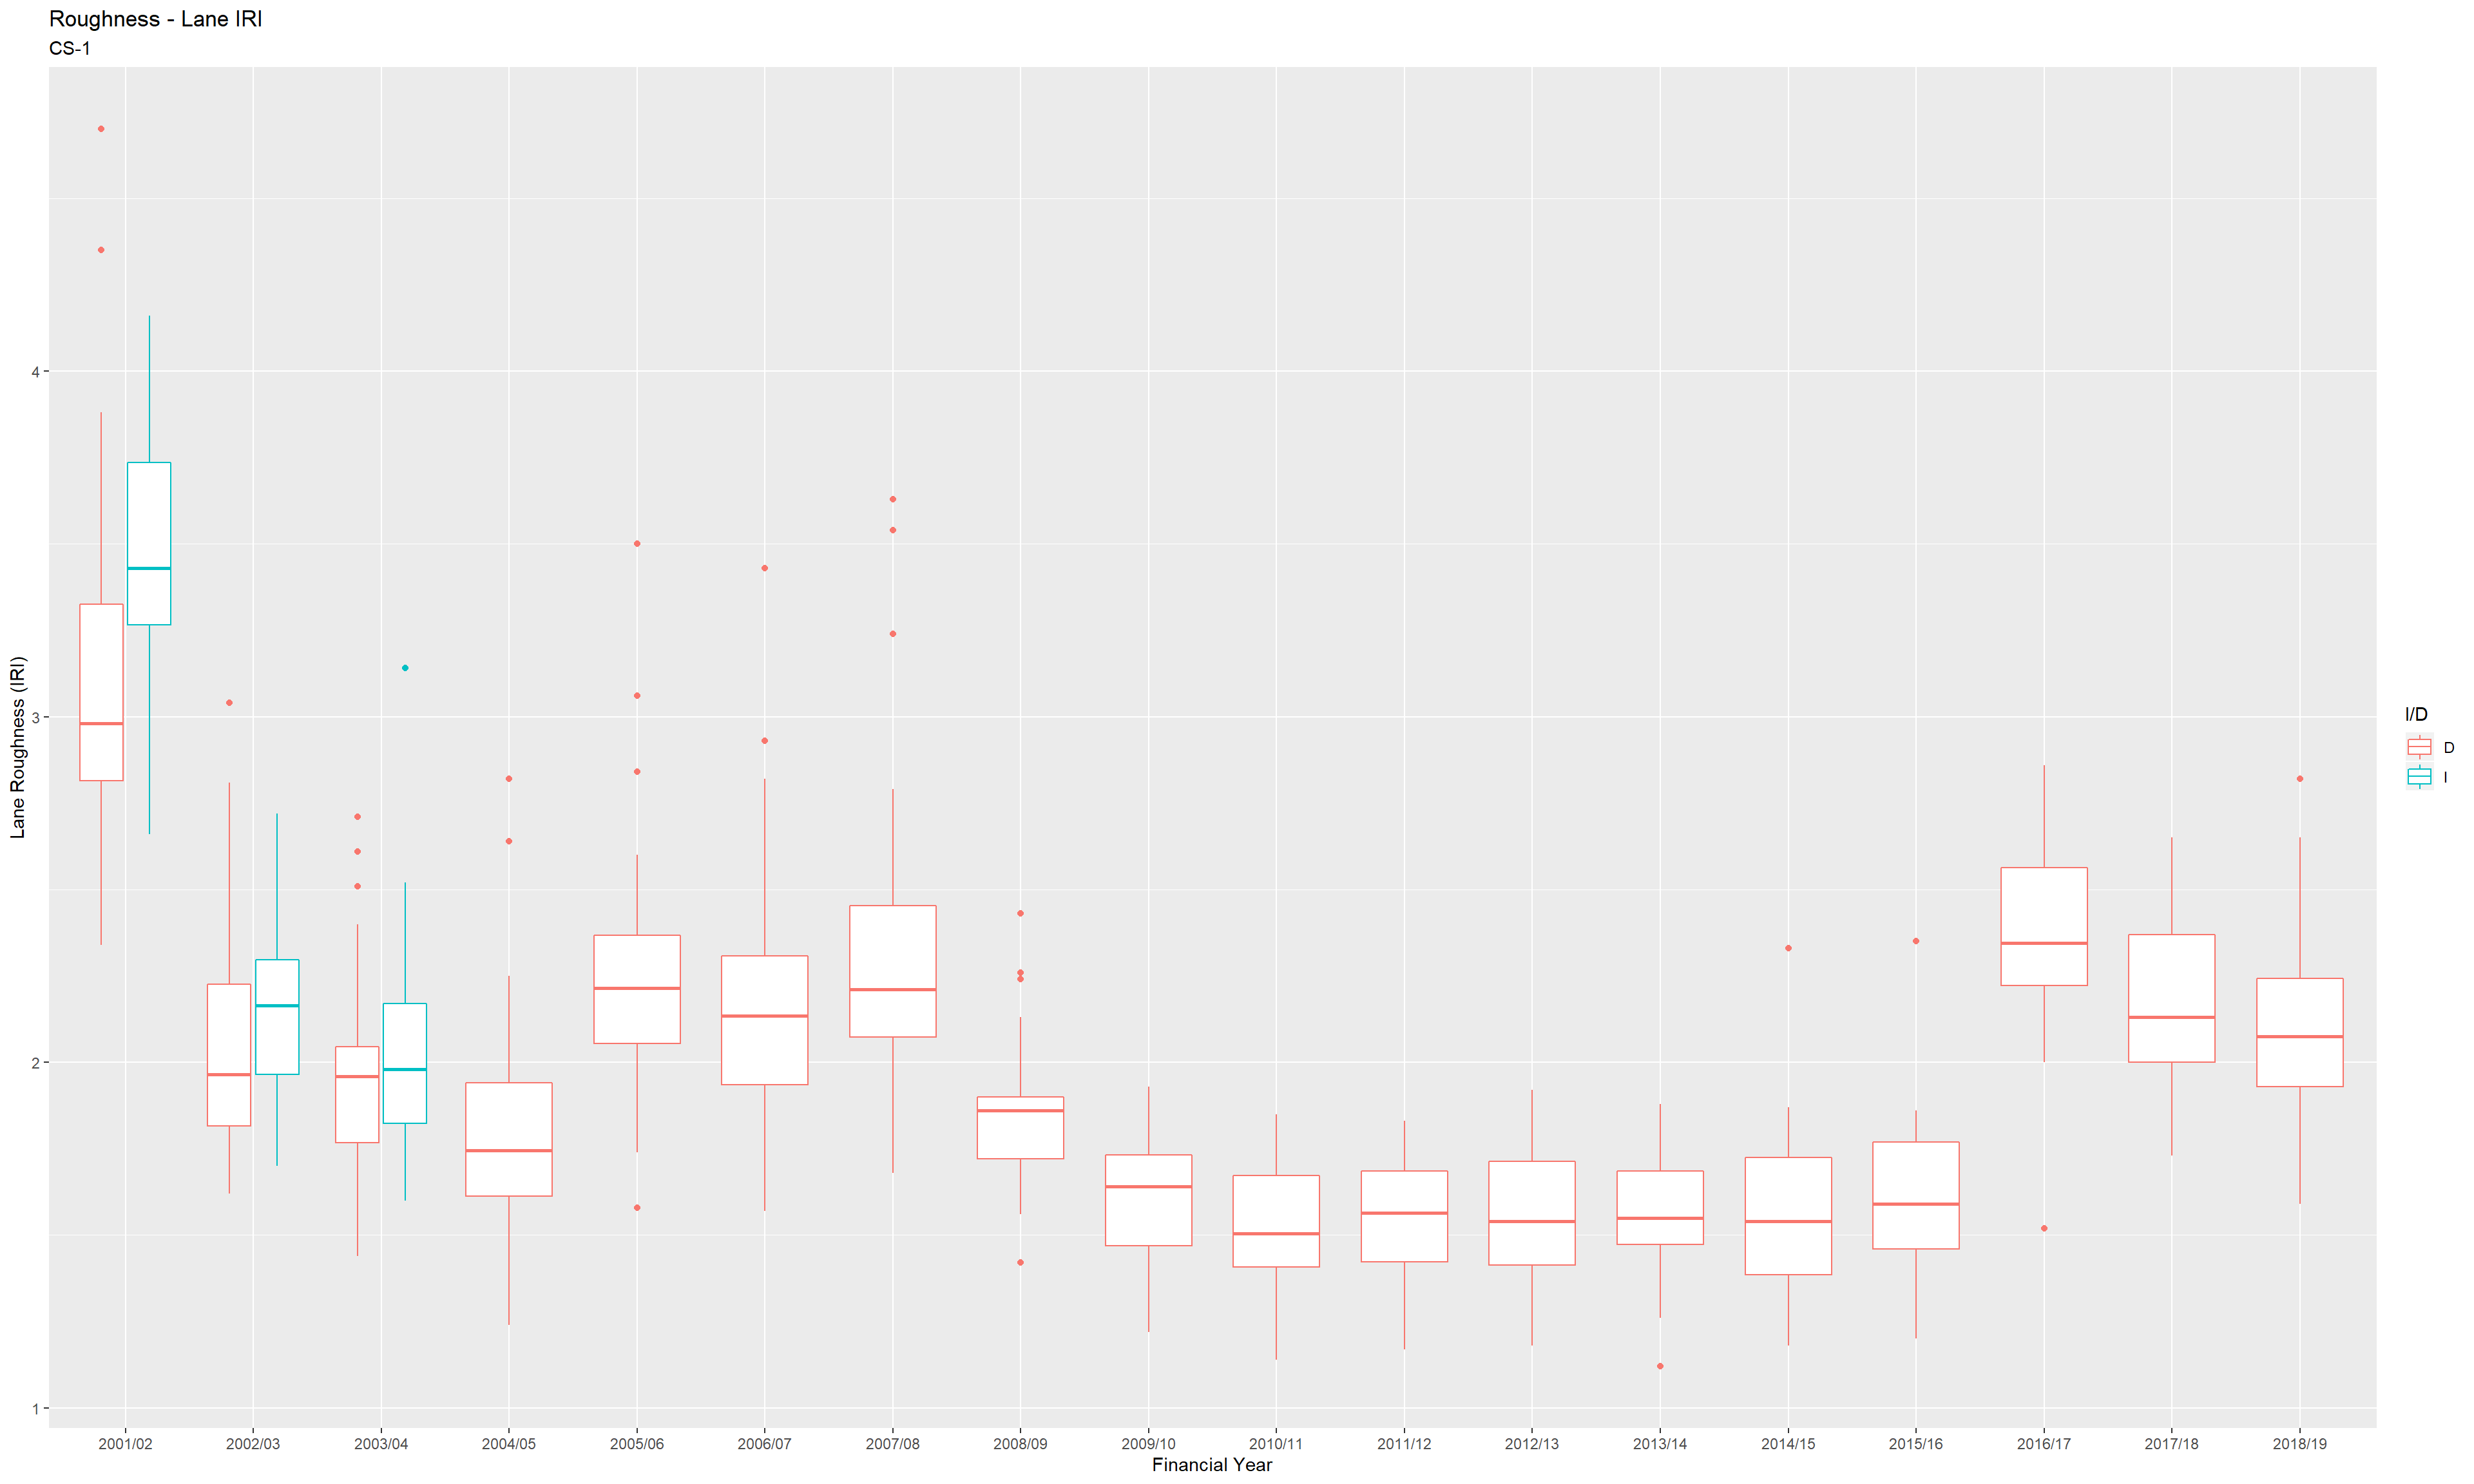 Roughness - Lane IRI
CS-1
Lane Roughness (IRI)
4
3
2
1
2001/02 2002/03 2003/04 2004/05 2005/06 2006/07 2007/08 2008/09 2009/10 2010/11 2011/12 2012/13 2013/14 2014/15 2015/16 2016/17 2017/18 2018/19
Financial Year
I/D
D
I